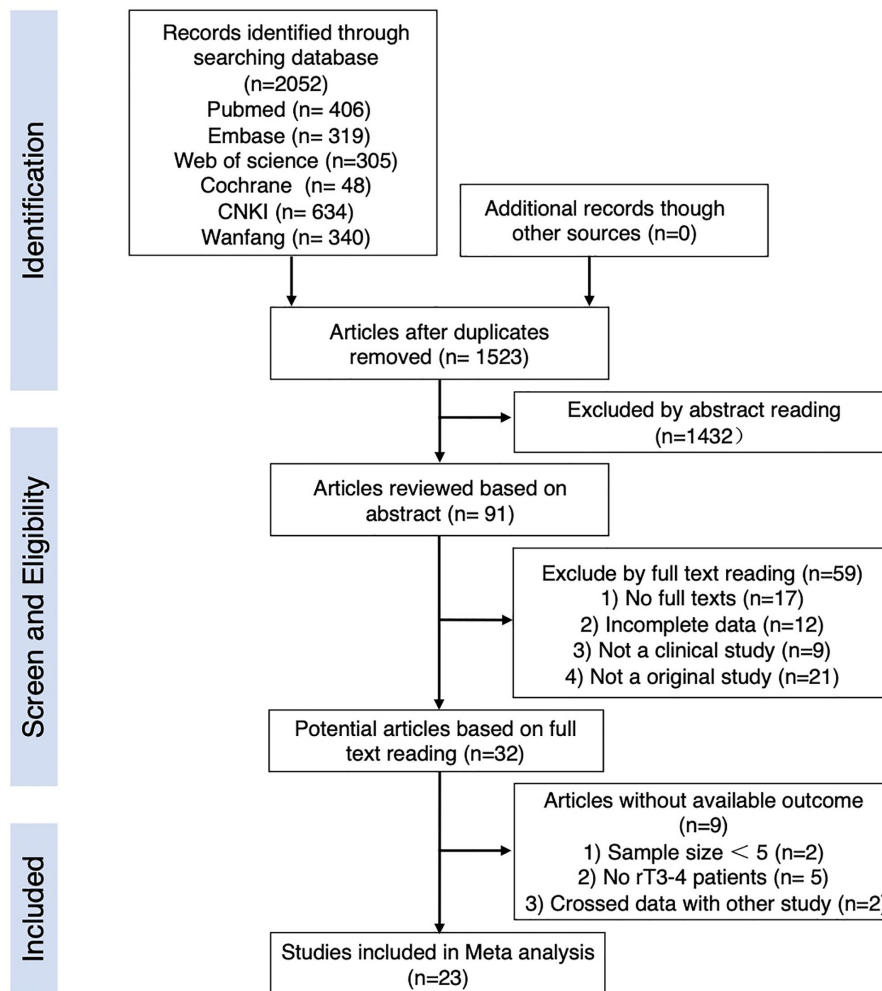 Identification
Records identified through
searching database
(n=2052)
Pubmed (n= 406)
Embase (n= 319)
Web of science (n=305)
Cochrane (n= 48)
CNKI (n= 634)
Wanfang (n= 340)
Additional records though
other sources (n=0)
Articles after duplicates
removed (n= 1523)
Excluded by abstract reading
(n=1432）
Screen and Eligibility
Articles reviewed based on
abstract (n= 91)
Exclude by full text reading (n=59)
1) No full texts (n=17)
2) Incomplete data (n=12)
3) Not a clinical study (n=9)
4) Not a original study (n=21)
Potential articles based on full
text reading (n=32)
Articles without available outcome
(n=9)
1) Sample size ＜ 5 (n=2)
2) No rT3-4 patients (n= 5)
3) Crossed data with other study (n=2)
Included
Studies included in Meta analysis
(n=23)